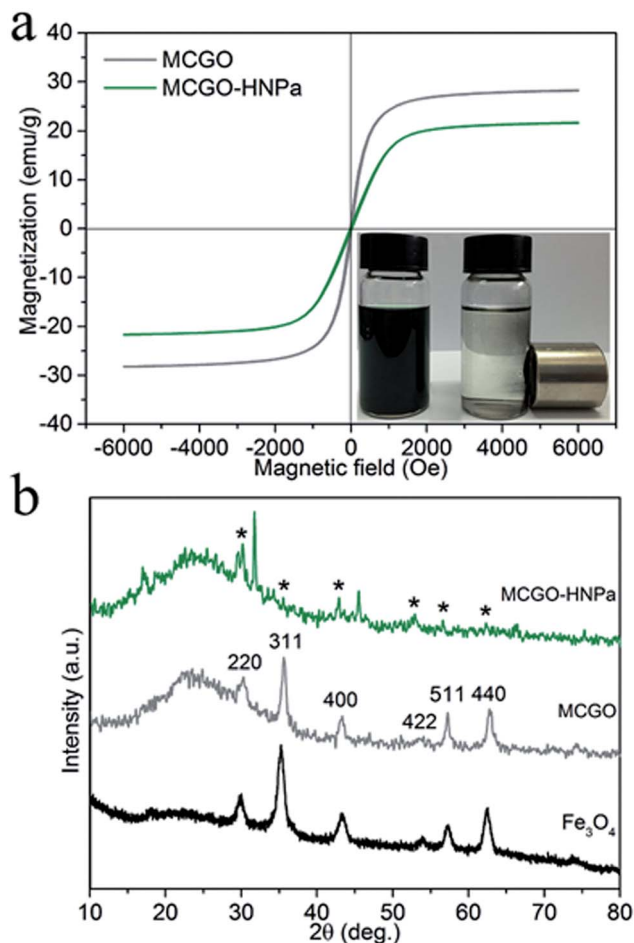 a
40
30
20
10
0
-10
-20
-30
-40
Magnetization (emu/g)
MCGO
MCGO-HNPa
-6000 -4000 -2000 0 2000 4000 6000
Magnetic field (Oe)
b
Intensity (a.u.)
* * * * * *
MCGO-HNPa
220 311 400 422 511 440
MCGO
Fe₃O₄
10 20 30 40 50 60 70 80
2θ (deg.)